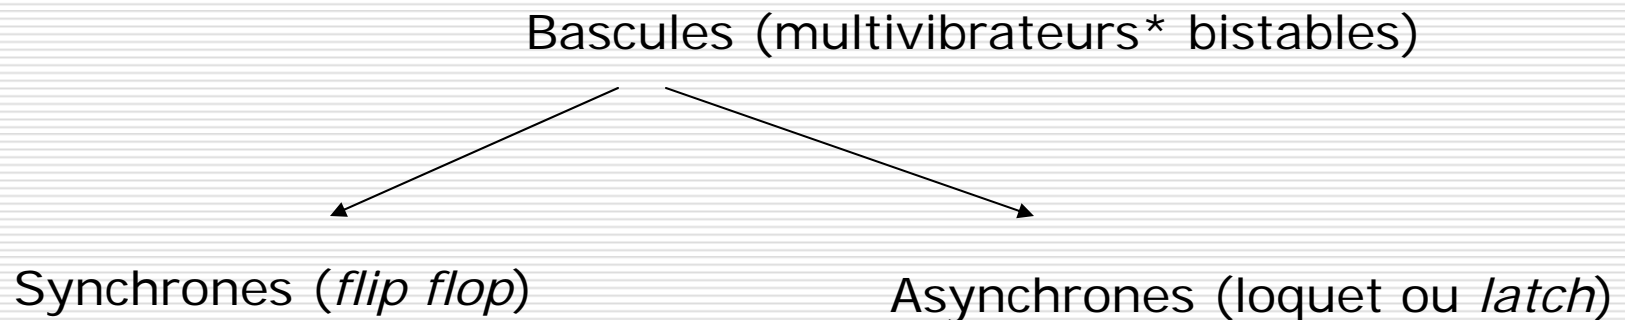 Bascules (multivibrateurs* bistables)
Synchrones (flip flop)
Asynchrones (loquet ou latch)